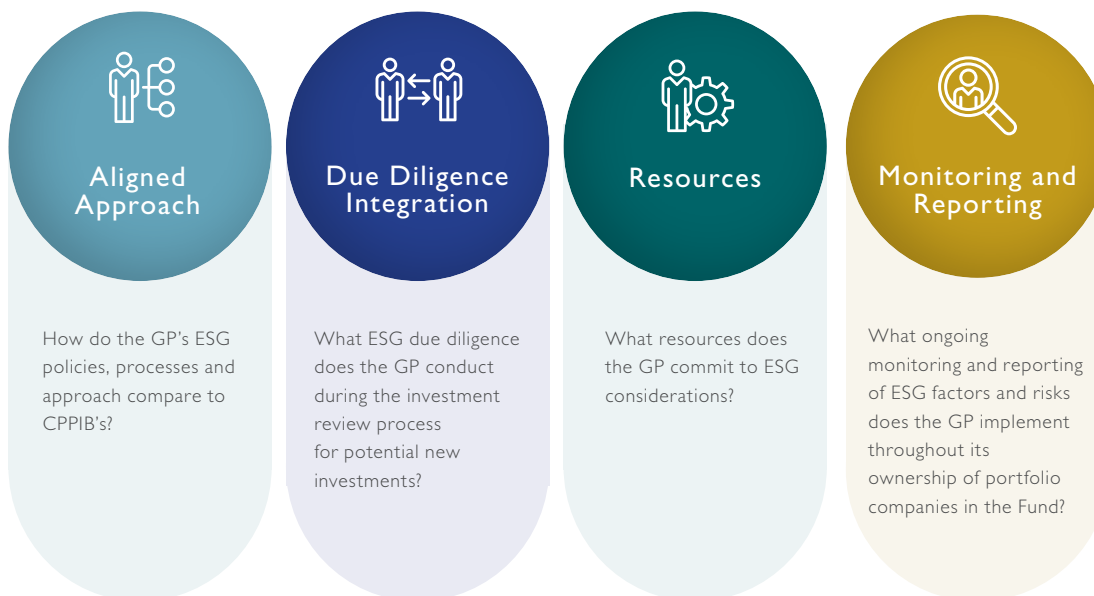 Aligned
Approach
How do the GP's ESG
policies, processes and
approach compare to
CPPIB's?
Due Diligence
Integration
What ESG due diligence
does the GP conduct
during the investment
review process
for potential new
investments?
Resources
What resources does
the GP commit to ESG
considerations?
Monitoring and
Reporting
What ongoing
monitoring and reporting
of ESG factors and risks
does the GP implement
throughout its
ownership of portfolio
companies in the Fund?